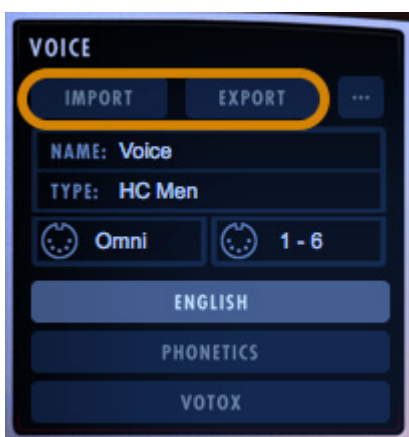 VOICE
IMPORT EXPORT ...
NAME: Voice
TYPE: HC Men
Omni 1 - 6
ENGLISH
PHONETICS
VOTOX